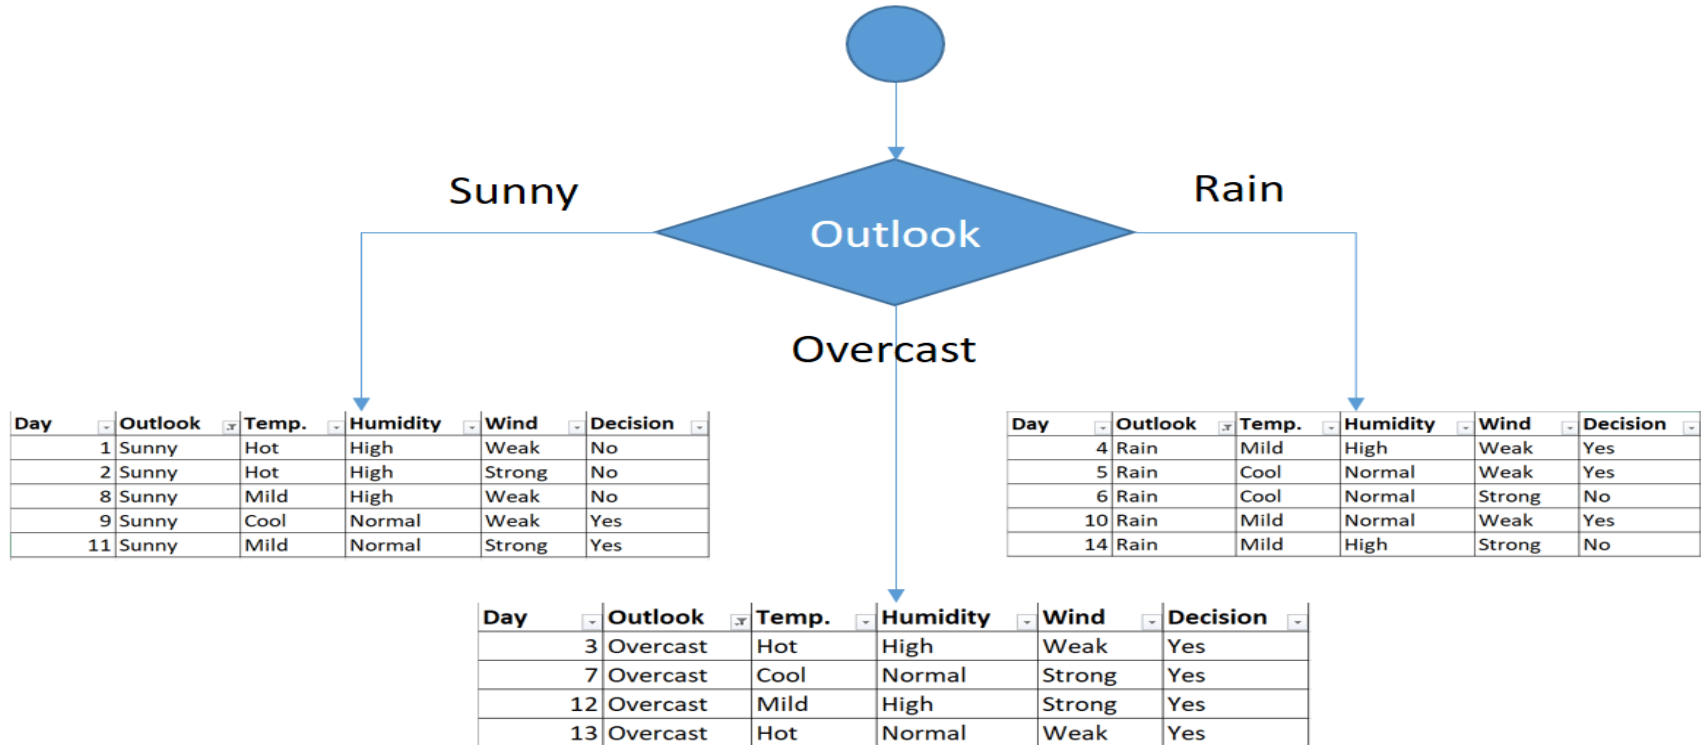 Sunny
Rain
Outlook
Overcast
Day Outlook Temp. Humidity Wind Decision
1 Sunny Hot High Weak No
2 Sunny Hot High Strong No
8 Sunny Mild High Weak No
9 Sunny Cool Normal Weak Yes
11 Sunny Mild Normal Strong Yes
Day Outlook Temp. Humidity Wind Decision
4 Rain Mild High Weak Yes
5 Rain Cool Normal Weak Yes
6 Rain Cool Normal Strong No
10 Rain Mild Normal Weak Yes
14 Rain Mild High Strong No
Day Outlook Temp. Humidity Wind Decision
3 Overcast Hot High Weak Yes
7 Overcast Cool Normal Strong Yes
12 Overcast Mild High Strong Yes
13 Overcast Hot Normal Weak Yes